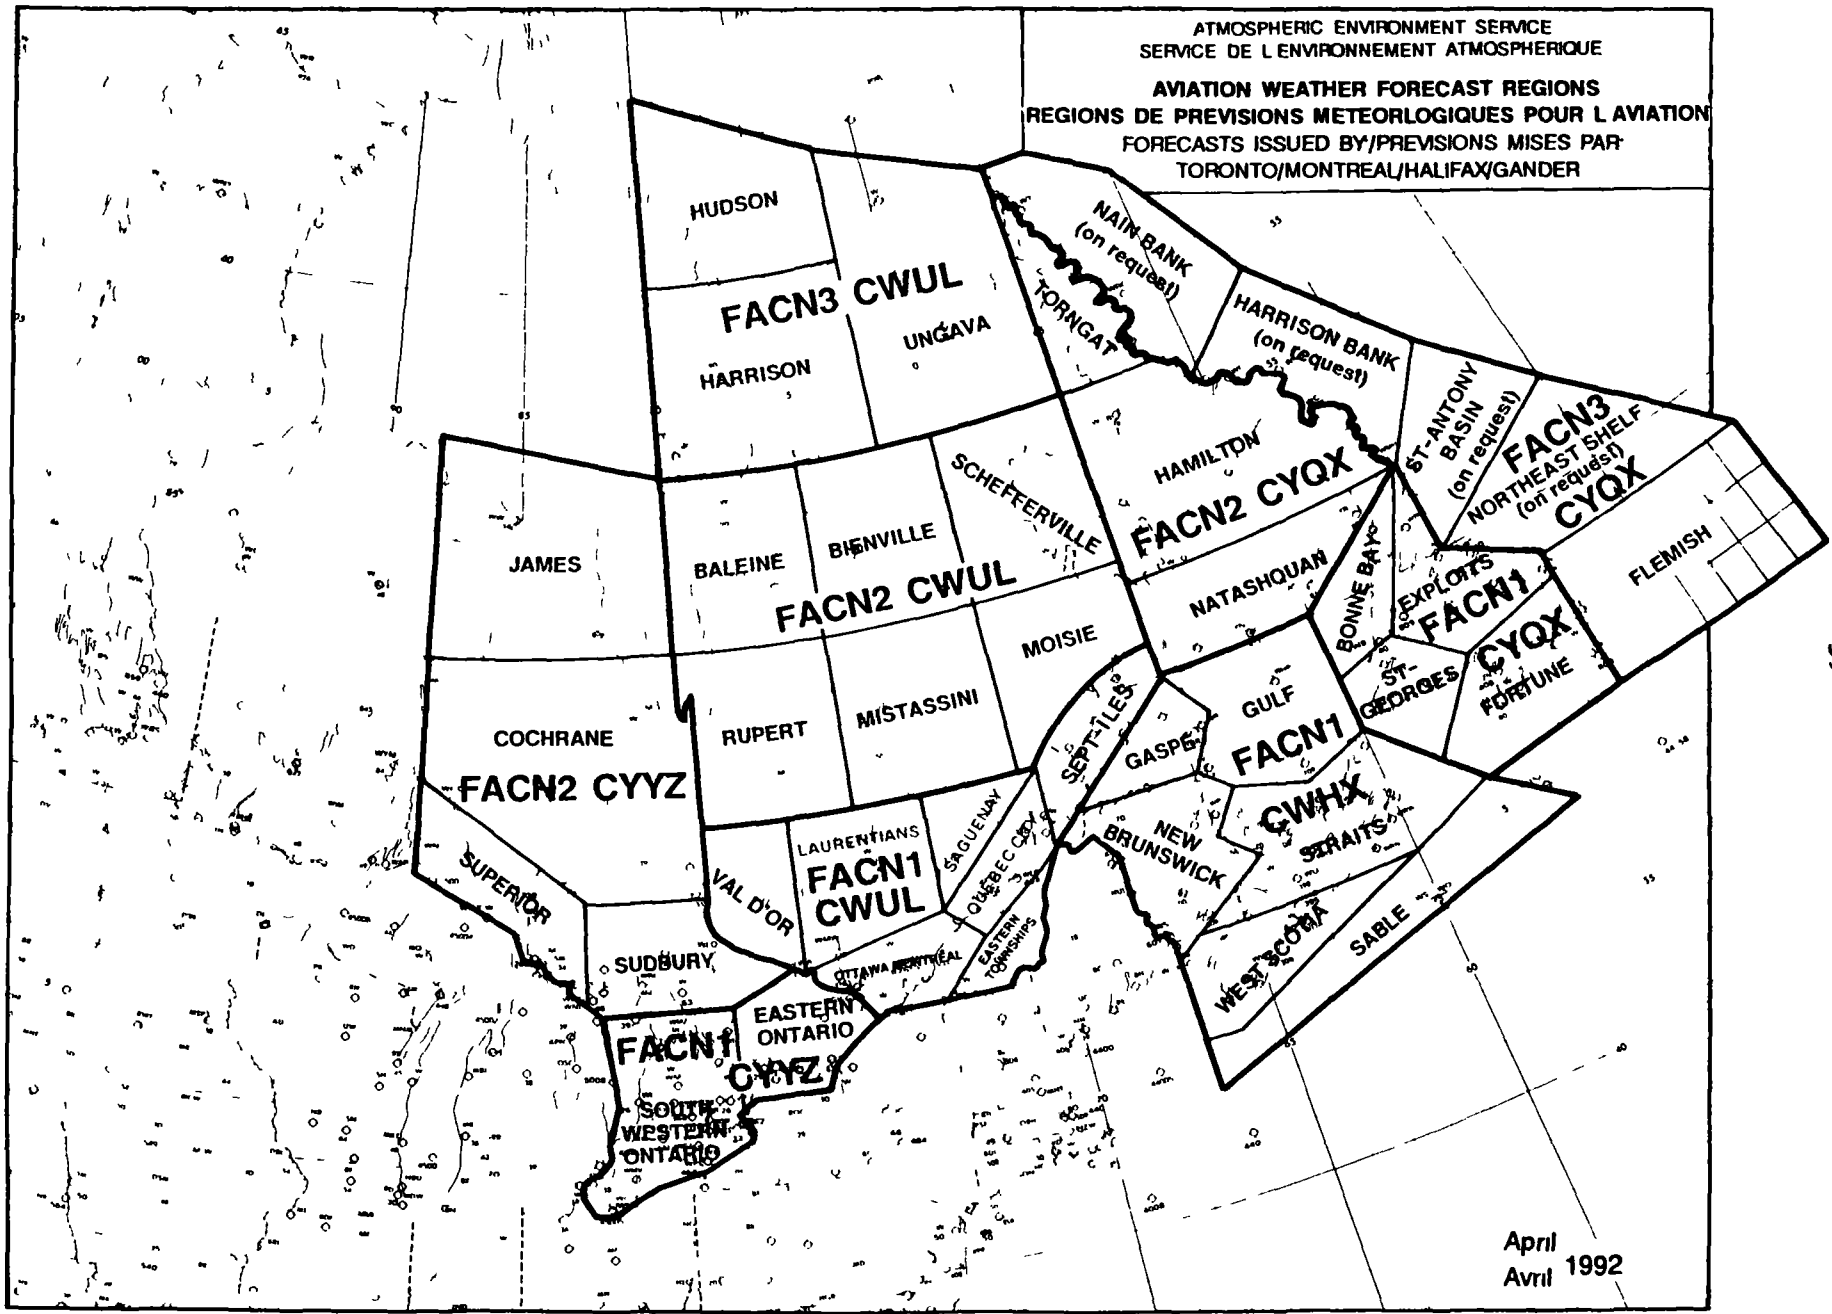 ATMOSPHERIC ENVIRONMENT SERVICE
SERVICE DE L ENVIRONNEMENT ATMOSPHERIQUE
AVIATION WEATHER FORECAST REGIONS
REGIONS DE PREVISIONS METEORLOGIQUES POUR L AVIATION
FORECASTS ISSUED BY/PREVISIONS MISES PAR
TORONTO/MONTREAL/HALIFAX/GANDER
HUDSON
FACN3 CWUL
HARRISON
UNGAVA
NAIN BANK
(on request)
TORNGAT
HARRISON BANK
(on request)
ST-ANTONY
BASIN
(on request)
FACN3
NORTHEAST SHELF
(on request)
CYQX
FLEMISH
HAMILTON
FACN2 CYQX
NATASHQUAN
BONNE BAY
EXPLOITS
FACN1
CYQX
ST-
GEORGES
FORTUNE
JAMES
BALEINE
BIENVILLE
SCHEFFERVILLE
FACN2 CWUL
MOISIE
RUPERT
MISTASSINI
COCHRANE
FACN2 CYYZ
SEPT-ILES
GASPE
GULF
FACN1
CWHX
STRAITS
NEW
BRUNSWICK
WEST SCOTIA
SABLE
SUPERIOR
SUDBURY
VAL D'OR
LAURENTIANS
FACN1
CWUL
SAGUENAY
QUEBEC CITY
OTTAWA MONTREAL
EASTERN
TOWNSHIPS
EASTERN
ONTARIO
FACN1
CYYZ
SOUTH
WESTERN
ONTARIO
April
Avril 1992